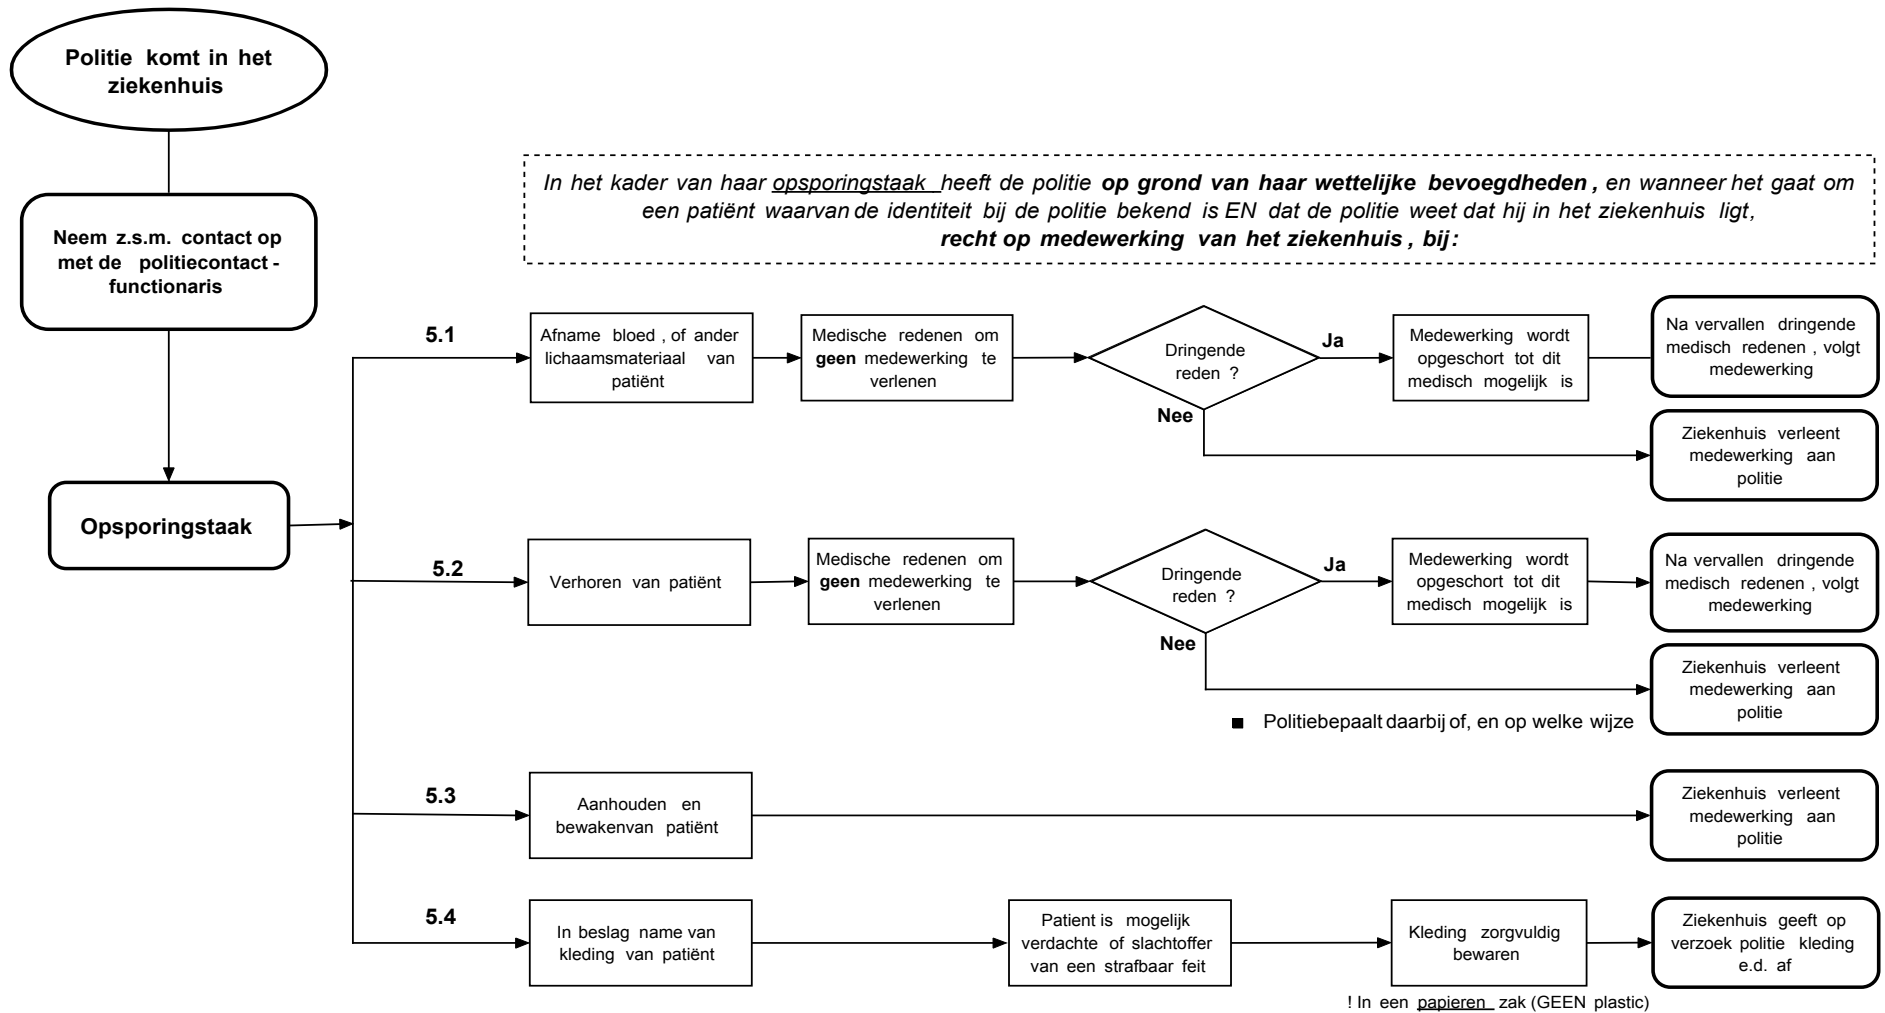 Politie komt in het
ziekenhuis
Neem z.s.m. contact op
met de politiecontact -
functionaris
Opsporingstaak
In het kader van haar opsporingstaak heeft de politie op grond van haar wettelijke bevoegdheden , en wanneer het gaat om
een patiënt waarvan de identiteit bij de politie bekend is EN dat de politie weet dat hij in het ziekenhuis ligt,
recht op medewerking van het ziekenhuis , bij:
5.1
Afname bloed , of ander
lichaamsmateriaal van
patiënt
Medische redenen om
geen medewerking te
verlenen
Dringende
reden ?
Ja
Nee
Medewerking wordt
opgeschort tot dit
medisch mogelijk is
Na vervallen dringende
medisch redenen , volgt
medewerking
Ziekenhuis verleent
medewerking aan
politie
5.2
Verhoren van patiënt
Medische redenen om
geen medewerking te
verlenen
Dringende
reden ?
Ja
Nee
Medewerking wordt
opgeschort tot dit
medisch mogelijk is
Na vervallen dringende
medisch redenen , volgt
medewerking
Ziekenhuis verleent
medewerking aan
politie
■ Politiebepaalt daarbij of, en op welke wijze
5.3
Aanhouden en
bewakenvan patiënt
Ziekenhuis verleent
medewerking aan
politie
5.4
In beslag name van
kleding van patiënt
Patient is mogelijk
verdachte of slachtoffer
van een strafbaar feit
Kleding zorgvuldig
bewaren
Ziekenhuis geeft op
verzoek politie kleding
e.d. af
! In een papieren zak (GEEN plastic)